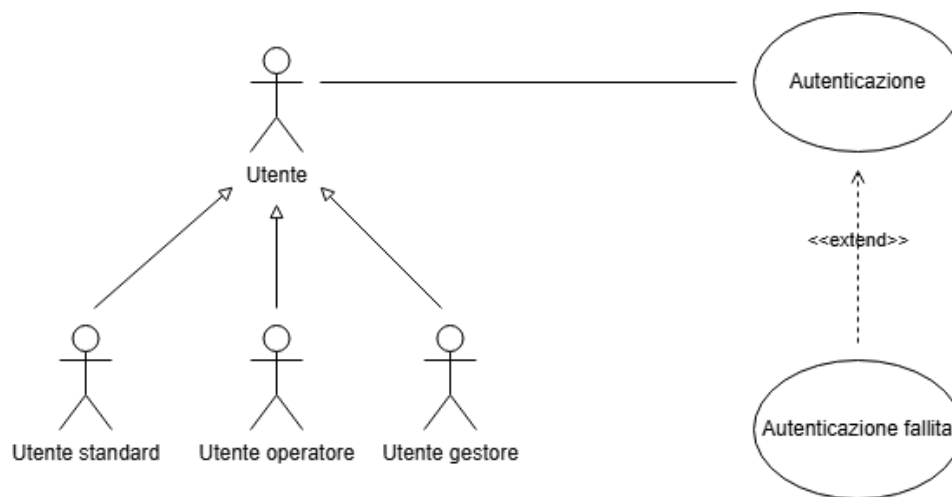 Autenticazione
Utente
<<extend>>
Utente standard
Utente operatore
Utente gestore
Autenticazione fallita